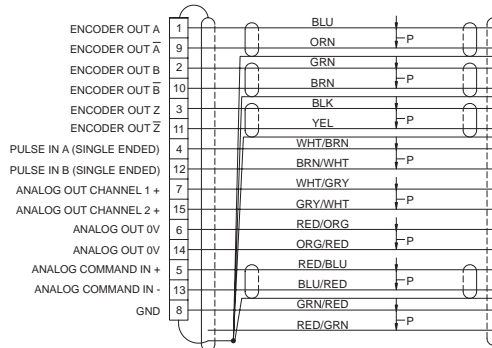 ENCODER OUT A 1 BLU
ENCODER OUT A̅ 9 ORN P
ENCODER OUT B 2 GRN
ENCODER OUT B̅ 10 BRN P
ENCODER OUT Z 3 BLK
ENCODER OUT Z̅ 11 YEL P
PULSE IN A (SINGLE ENDED) 4 WHT/BRN
PULSE IN B (SINGLE ENDED) 12 BRN/WHT P
ANALOG OUT CHANNEL 1 + 7 WHT/GRY
ANALOG OUT CHANNEL 2 + 15 GRY/WHT P
ANALOG OUT 0V 6 RED/ORG
ANALOG OUT 0V 14 ORG/RED P
ANALOG COMMAND IN + 5 RED/BLU
ANALOG COMMAND IN - 13 BLU/RED P
GND 8 GRN/RED
RED/GRN P